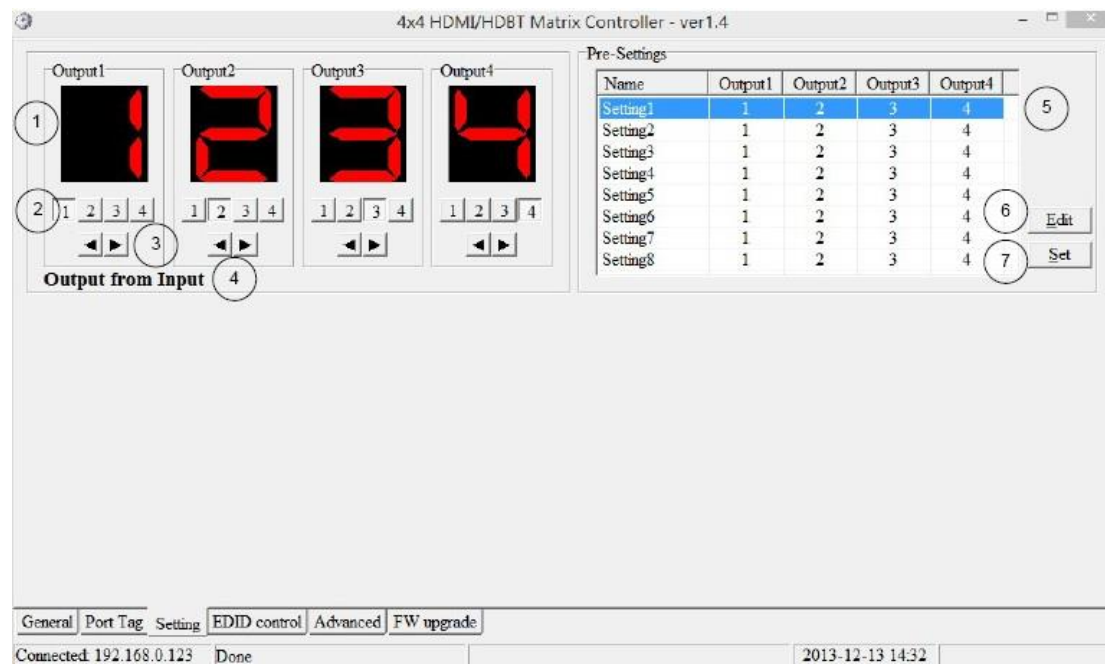 4x4 HDMI/HDBT Matrix Controller - ver1.4
Output1 Output2 Output3 Output4
1 2 3 4
1
2
1 2 3 4 1 2 3 4 1 2 3 4 1 2 3 4
3
Output from Input
4
Pre-Settings
Name Output1 Output2 Output3 Output4
Setting1 1 2 3 4
Setting2 1 2 3 4
Setting3 1 2 3 4
Setting4 1 2 3 4
Setting5 1 2 3 4
Setting6 1 2 3 4
Setting7 1 2 3 4
Setting8 1 2 3 4
5
6
Edit
7
Set
General Port Tag Setting EDID control Advanced FW upgrade
Connected: 192.168.0.123 Done 2013-12-13 14:32